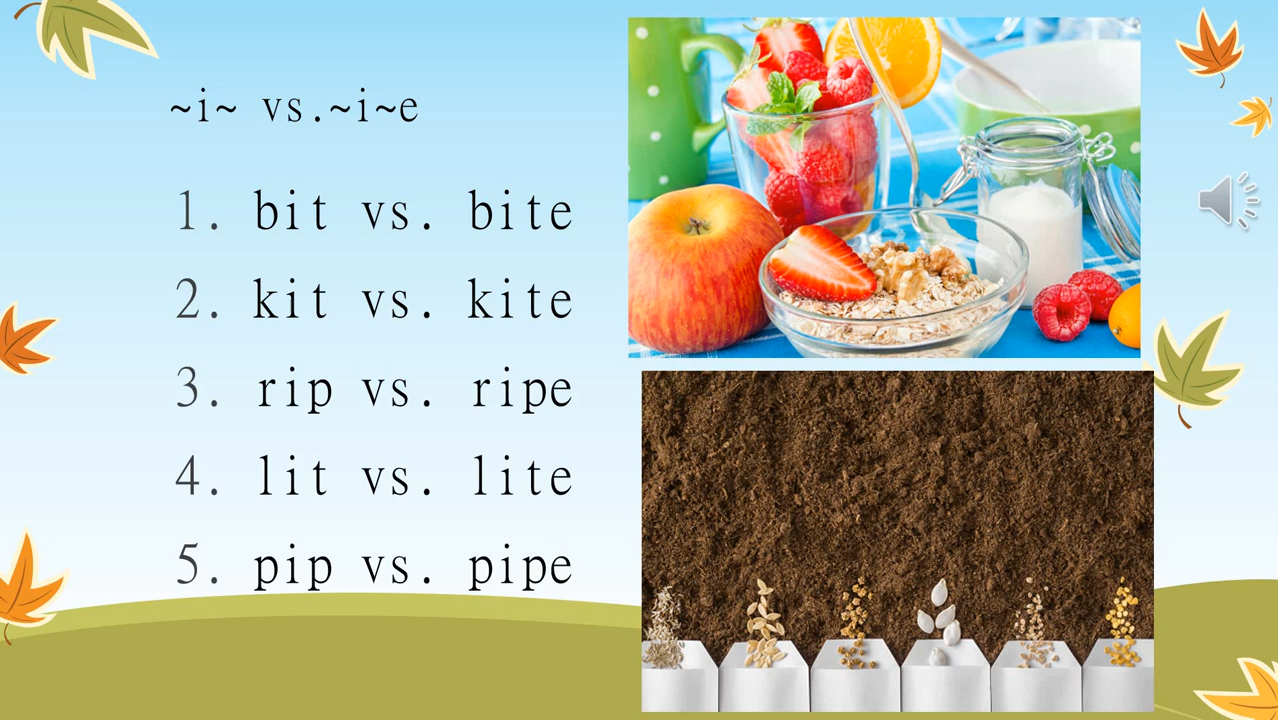 ~i~ vs.~i~e
1. bit vs. bite
2. kit vs. kite
3. rip vs. ripe
4. lit vs. lite
5. pip vs. pipe